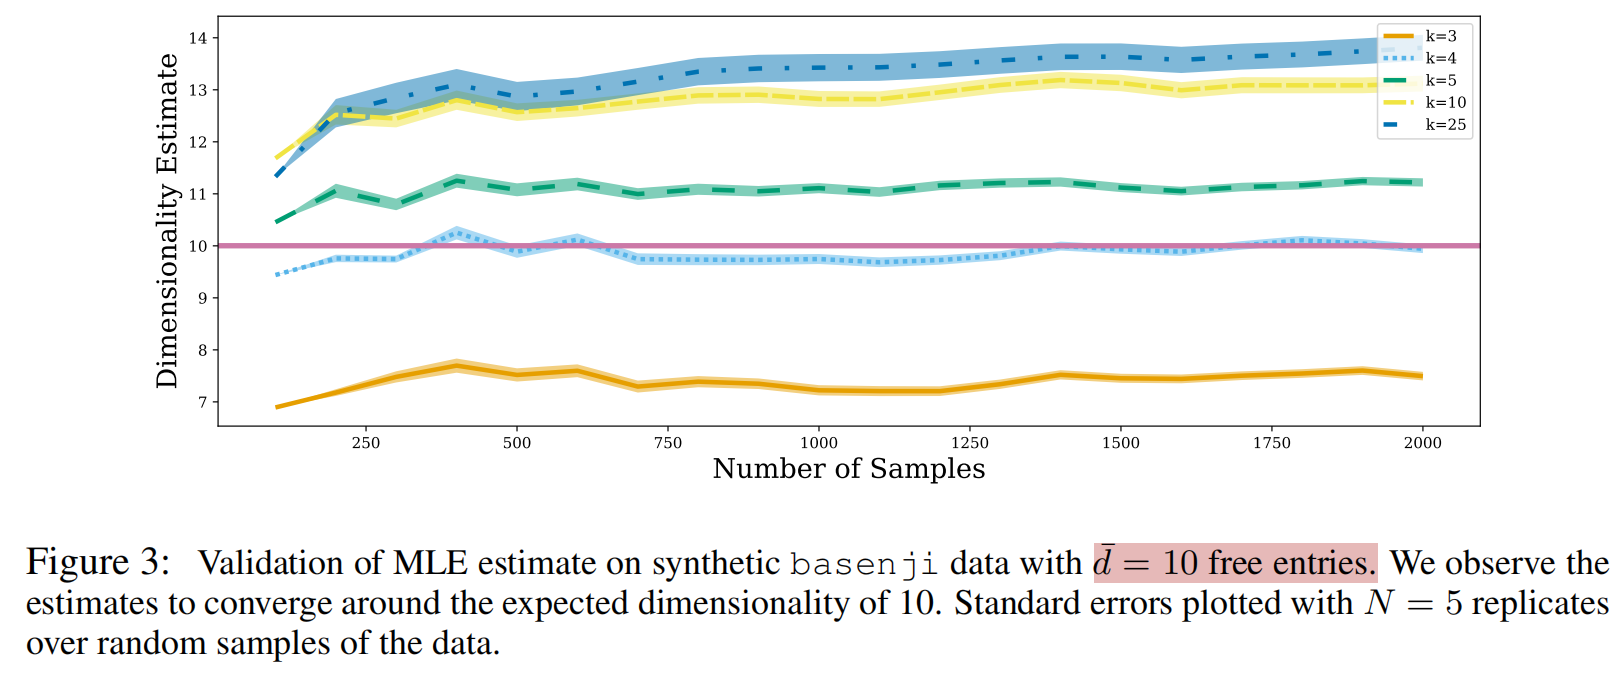 14
13
12
11
10
9
8
7
Dimensionality Estimate
k=3
k=4
k=5
k=10
k=25
250 500 750 1000 1250 1500 1750 2000
Number of Samples
Figure 3: Validation of MLE estimate on synthetic basenji data with d̄ = 10 free entries. We observe the
estimates to converge around the expected dimensionality of 10. Standard errors plotted with N = 5 replicates
over random samples of the data.